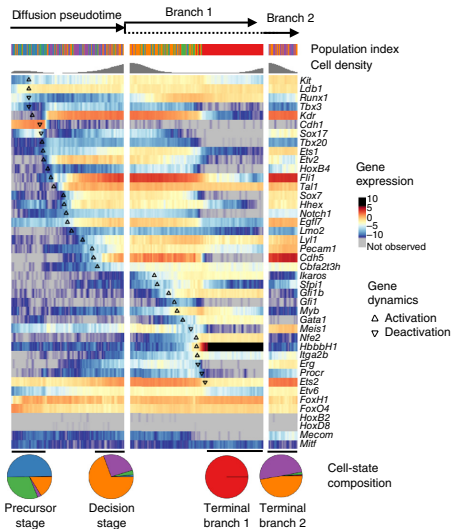 Diffusion pseudotime
Branch 1
Branch 2
Population index
Cell density
Kit
Ldb1
Runx1
Tbx3
Kdr
Cdh1
Sox17
Tbx20
Ets1
Etv2
HoxB4
Fli1
Tal1
Sox7
Hhex
Notch1
Egfl7
Lmo2
Lyl1
Pecam1
Cdh5
Cbfa2t3h
Ikaros
Sfpi1
Gfi1b
Gfi1
Myb
Gata1
Meis1
Nfe2
HbbbH1
Itga2b
Erg
Procr
Ets2
Etv6
FoxH1
FoxO4
HoxB2
HoxD8
Mecom
Mitf
Gene
expression
10
5
0
−5
−10
Not observed
Gene
dynamics
Activation
Deactivation
Cell-state
composition
Precursor
stage
Decision
stage
Terminal
branch 1
Terminal
branch 2